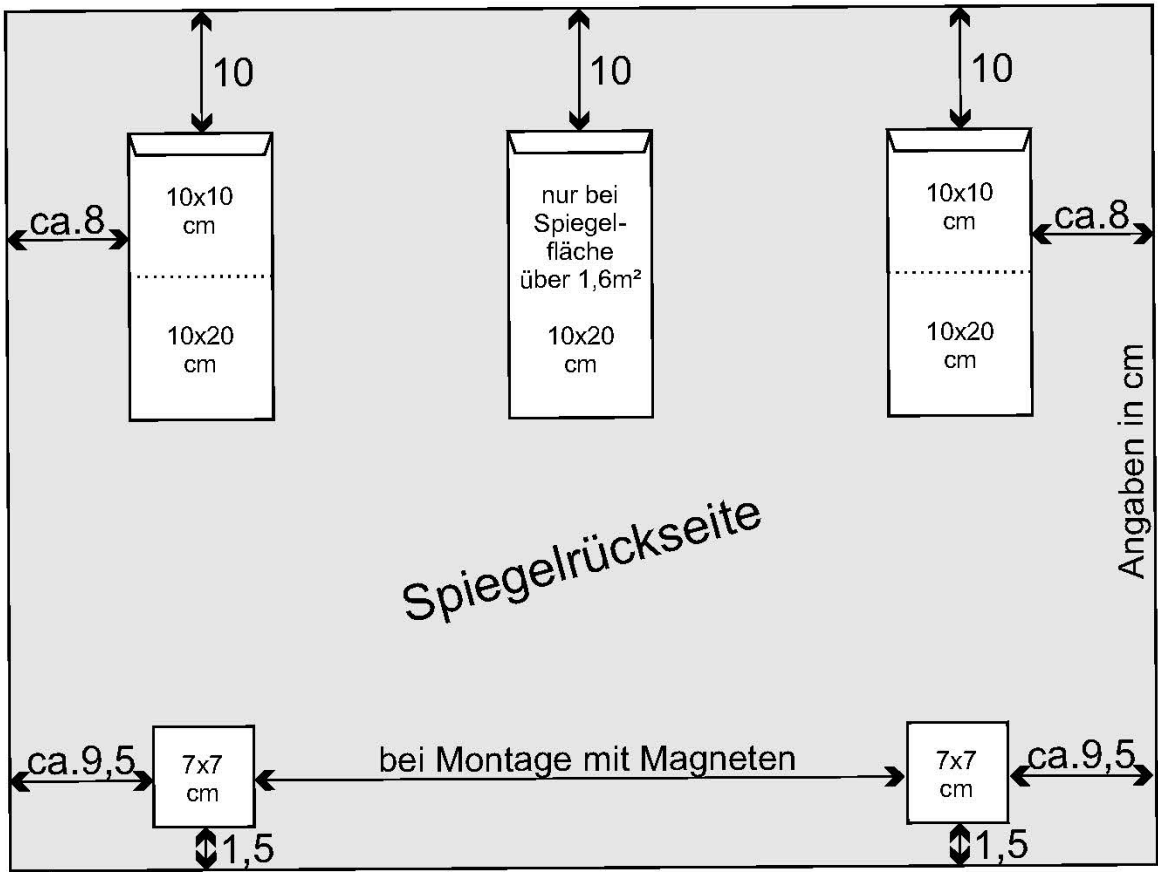 10
10
10
10x10
cm
nur bei
Spiegel-
fläche
über 1,6m²
10x10
cm
ca.8
ca.8
10x20
cm
10x20
cm
10x20
cm
Angaben in cm
Spiegelrückseite
ca.9,5
7x7
cm
bei Montage mit Magneten
7x7
cm
ca.9,5
1,5
1,5